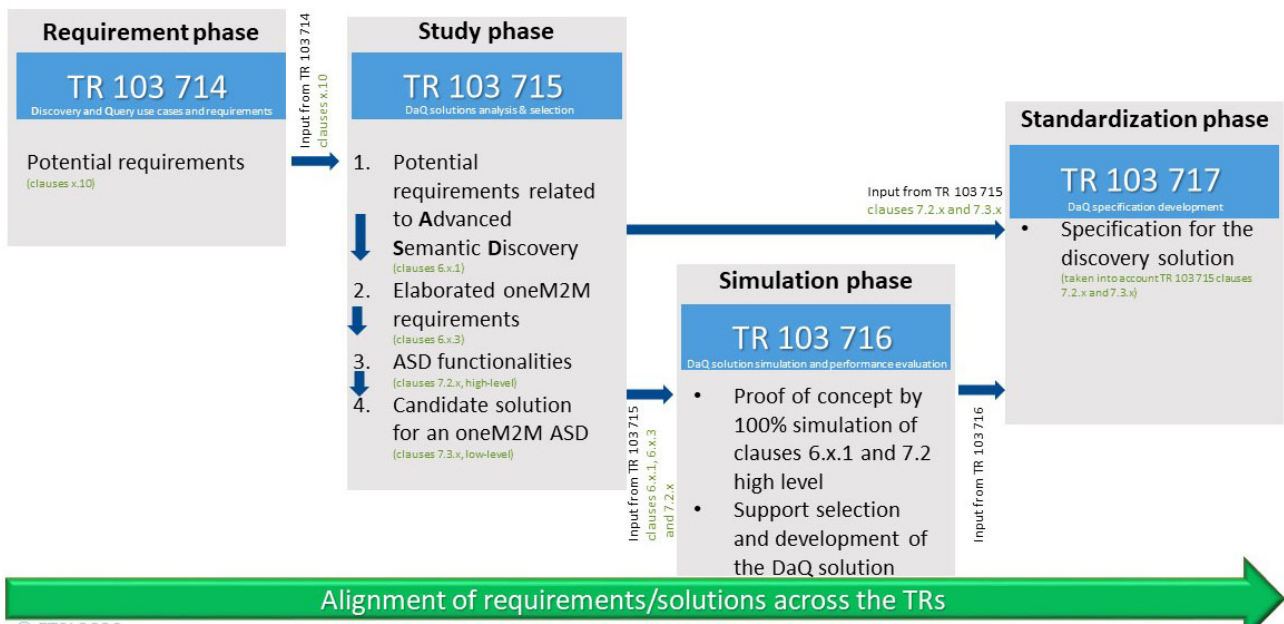 Requirement phase
TR 103 714
Discovery and Query use cases and requirements
Potential requirements
(clauses x.10)
Input from TR 103 714
clauses x.10
Study phase
TR 103 715
DaQ solutions analysis & selection
1. Potential
requirements related
to Advanced
Semantic Discovery
(clauses 6.x.1)
2. Elaborated oneM2M
requirements
(clauses 6.x.3)
3. ASD functionalities
(clauses 7.2.x, high-level)
4. Candidate solution
for an oneM2M ASD
(clauses 7.3.x, low-level)
Input from TR 103 715
clauses 6.x.1, 6.x.3
and 7.2.x
Simulation phase
TR 103 716
DaQ solution simulation and performance evaluation
• Proof of concept by
100% simulation of
clauses 6.x.1 and 7.2
high level
• Support selection
and development of
the DaQ solution
Input from TR 103 715
clauses 7.2.x and 7.3.x
Input from TR 103 716
Standardization phase
TR 103 717
DaQ specification development
• Specification for the
discovery solution
(taken into account TR 103 715 clauses
7.2.x and 7.3.x)
Alignment of requirements/solutions across the TRs